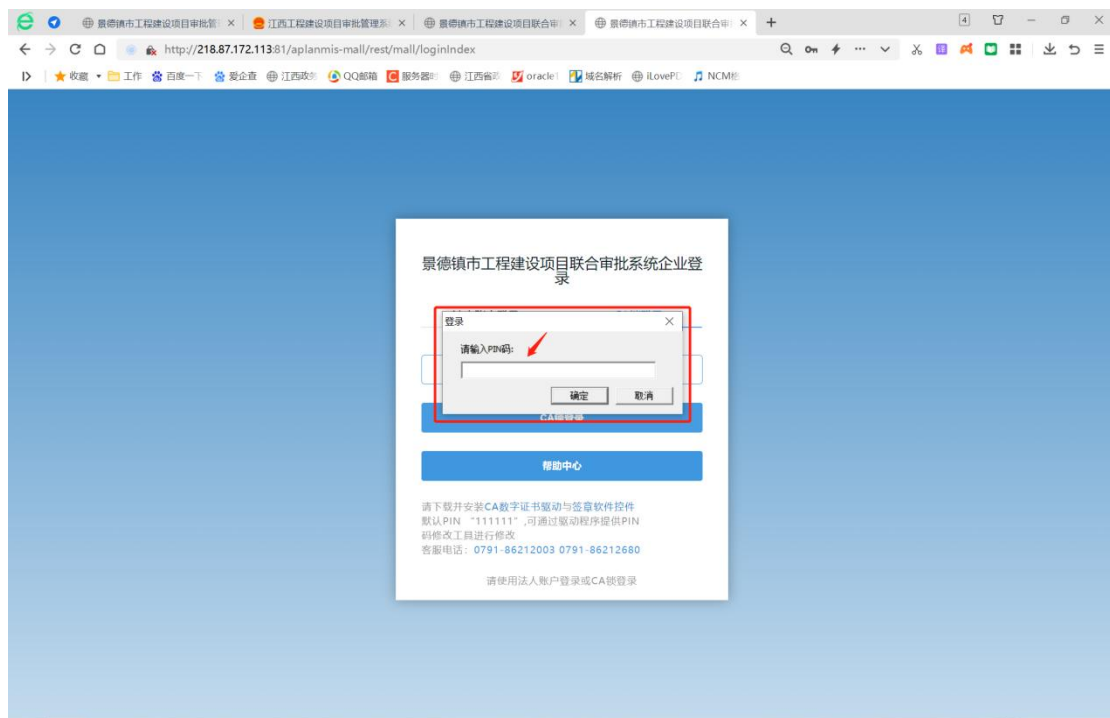 景德镇市工程建设项目审批管
江西工程建设项目审批管理系
景德镇市工程建设项目联合审
景德镇市工程建设项目联合审
4
http://218.87.172.113:81/aplanmis-mall/rest/mall/loginIndex
收藏 工作 百度一下 爱企查 江西政务 QQ邮箱 服务器 江西省政 oracle 域名解析 iLovePD NCM格
景德镇市工程建设项目联合审批系统企业登
录
登录
请输入PIN码:
确定 取消
CA锁登录
帮助中心
请下载并安装CA数字证书驱动与签章软件控件
默认PIN “111111”,可通过驱动程序提供PIN
码修改工具进行修改
客服电话: 0791-86212003 0791-86212680
请使用法人账户登录或CA锁登录